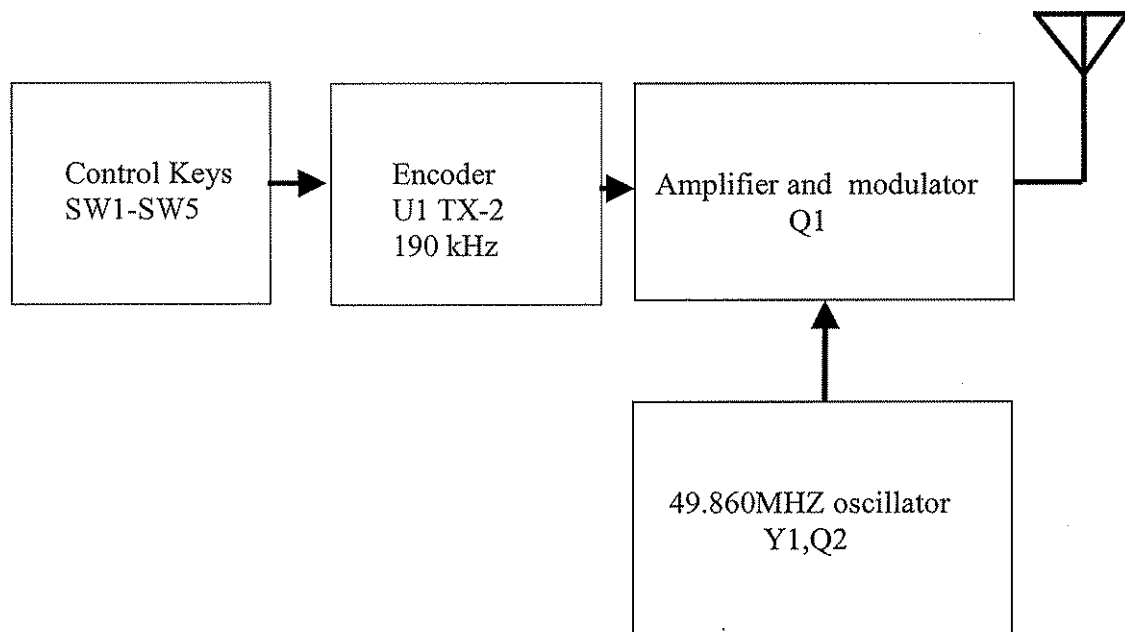 Control Keys
SW1-SW5
Encoder
U1 TX-2
190 kHz
Amplifier and modulator
Q1
49.860MHZ oscillator
Y1,Q2